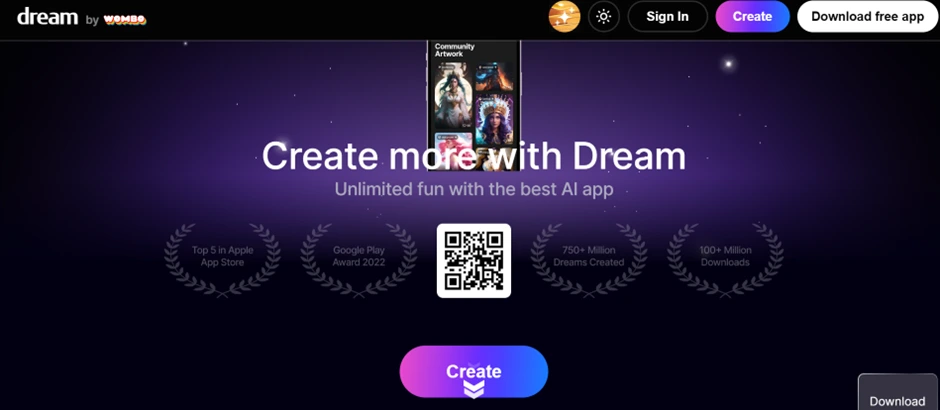 dream by WOMBO
Sign In
Create
Download free app
Community
Artwork
Create more with Dream
Unlimited fun with the best AI app
Top 5 in Apple
App Store
Google Play
Award 2022
750+ Million
Dreams Created
100+ Million
Downloads
Create
Download